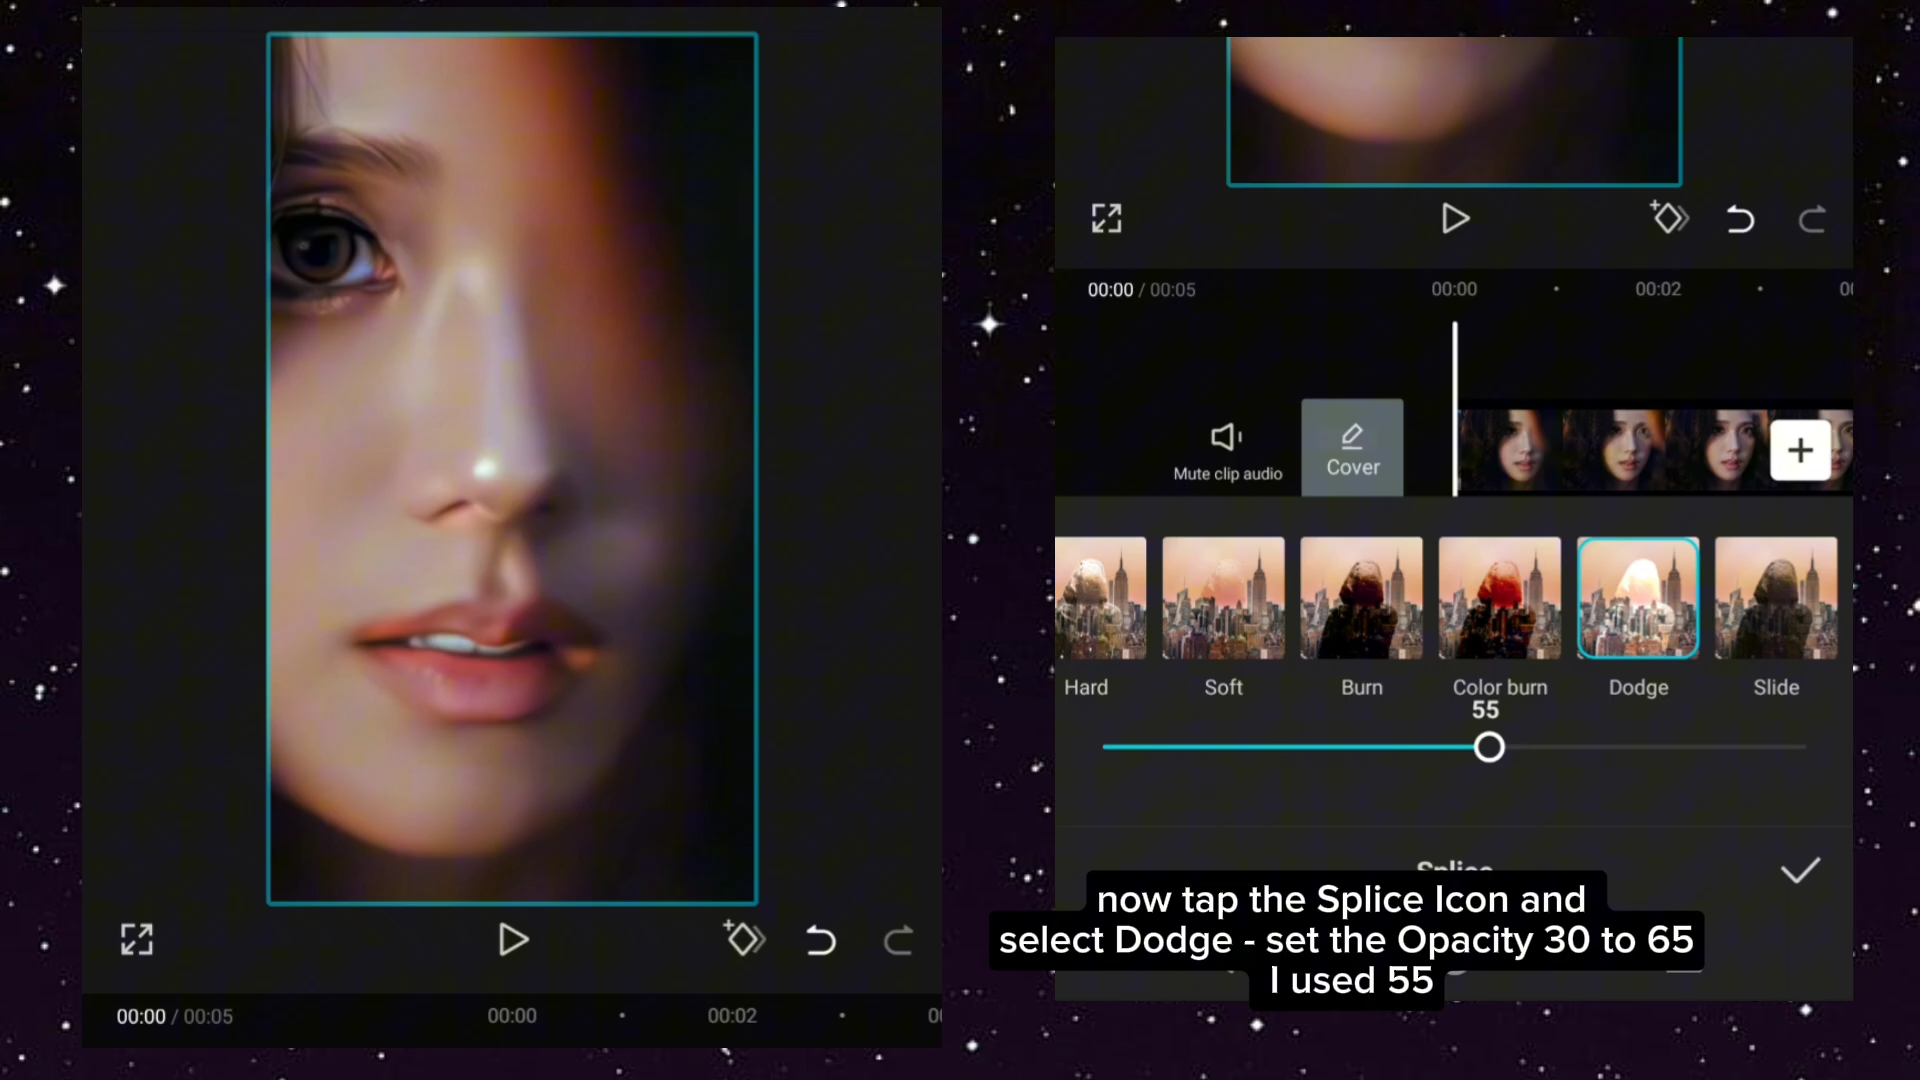 00:00 / 00:05
00:00
00:02
00:00 / 00:05
00:00
00:02
Mute clip audio
Cover
Hard
Soft
Burn
Color burn
Dodge
Slide
55
Splice
now tap the Splice Icon and
select Dodge - set the Opacity 30 to 65
I used 55